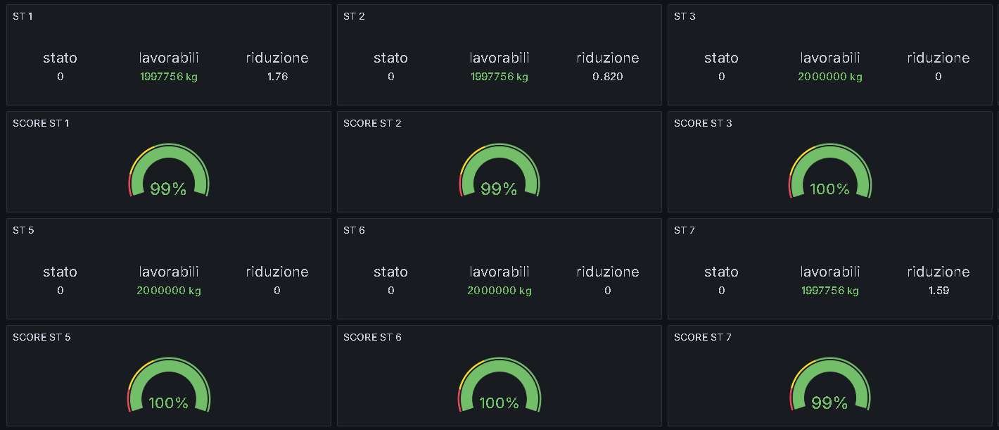 ST 1
stato lavorabili riduzione
0 1997756 kg 1.76
ST 2
stato lavorabili riduzione
0 1997756 kg 0.820
ST 3
stato lavorabili riduzione
0 2000000 kg 0
SCORE ST 1
99%
SCORE ST 2
99%
SCORE ST 3
100%
ST 5
stato lavorabili riduzione
0 2000000 kg 0
ST 6
stato lavorabili riduzione
0 2000000 kg 0
ST 7
stato lavorabili riduzione
0 1997756 kg 1.59
SCORE ST 5
100%
SCORE ST 6
100%
SCORE ST 7
99%